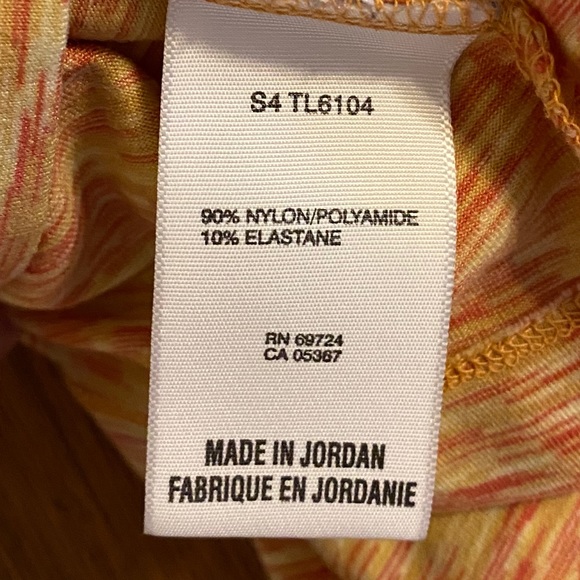 S4 TL6104
90% NYLON/POLYAMIDE
10% ELASTANE
RN 69724
CA 05367
MADE IN JORDAN
FABRIQUE EN JORDANIE